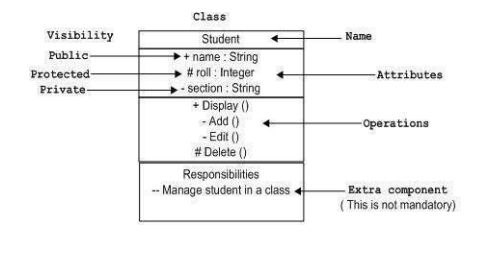 Class
Visibility
Student
Name
Public
+ name : String
Protected
# roll : Integer
Attributes
Private
- section : String
+ Display ()
- Add ()
Operations
- Edit ()
# Delete ()
Responsibilities
-- Manage student in a class
Extra component
( This is not mandatory)